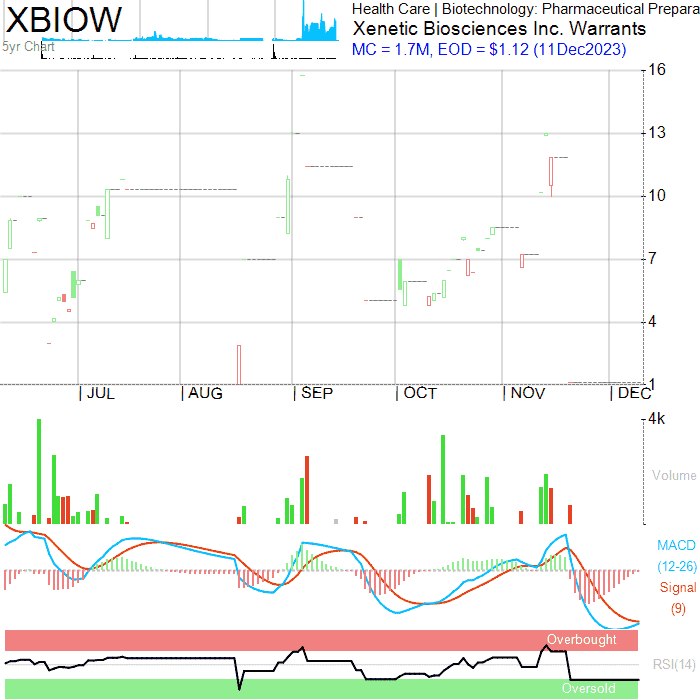 XBIOW
Health Care | Biotechnology: Pharmaceutical Prepara
Xenetic Biosciences Inc. Warrants
5yr Chart
MC = 1.7M, EOD = $1.12 (11Dec2023)
16
13
10
7
4
1
| JUL | AUG | SEP | OCT | NOV | DEC
4k
Volume
MACD
(12-26)
Signal
(9)
Overbought
RSI(14)
Oversold